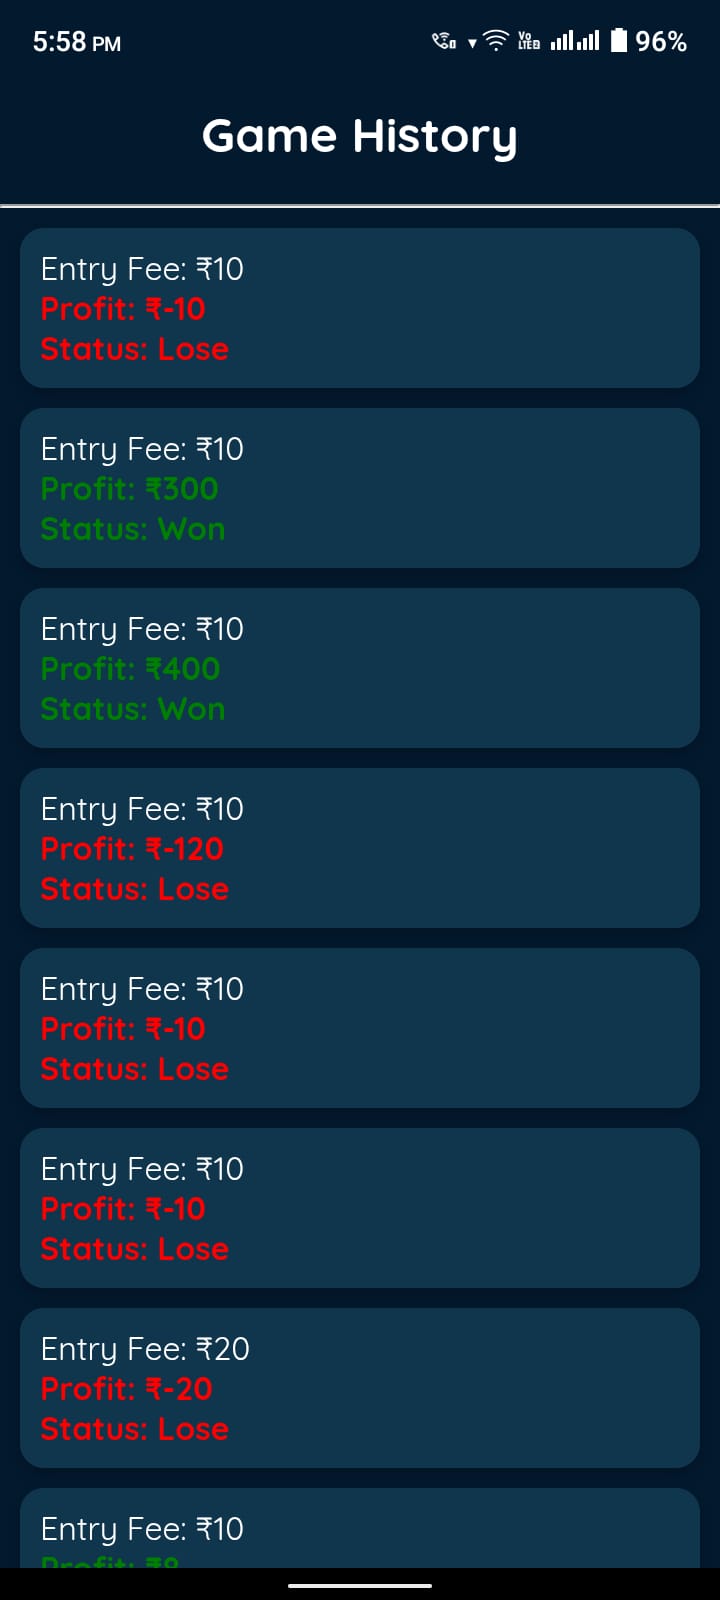 5:58 PM
Vo LTE2 96%
Game History
Entry Fee: ₹10
Profit: ₹-10
Status: Lose
Entry Fee: ₹10
Profit: ₹300
Status: Won
Entry Fee: ₹10
Profit: ₹400
Status: Won
Entry Fee: ₹10
Profit: ₹-120
Status: Lose
Entry Fee: ₹10
Profit: ₹-10
Status: Lose
Entry Fee: ₹10
Profit: ₹-10
Status: Lose
Entry Fee: ₹20
Profit: ₹-20
Status: Lose
Entry Fee: ₹10
Profit: